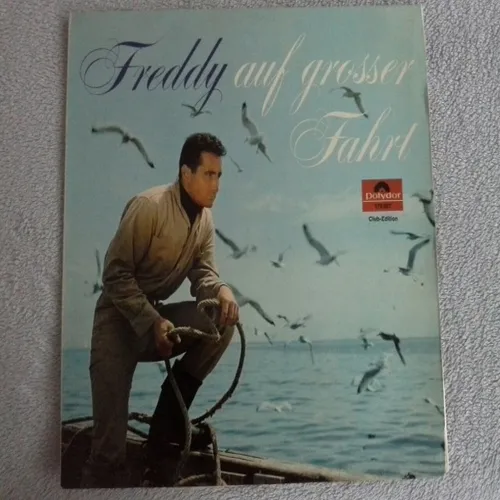 Freddy auf grosser
Fahrt
Polydor
Club-Edition